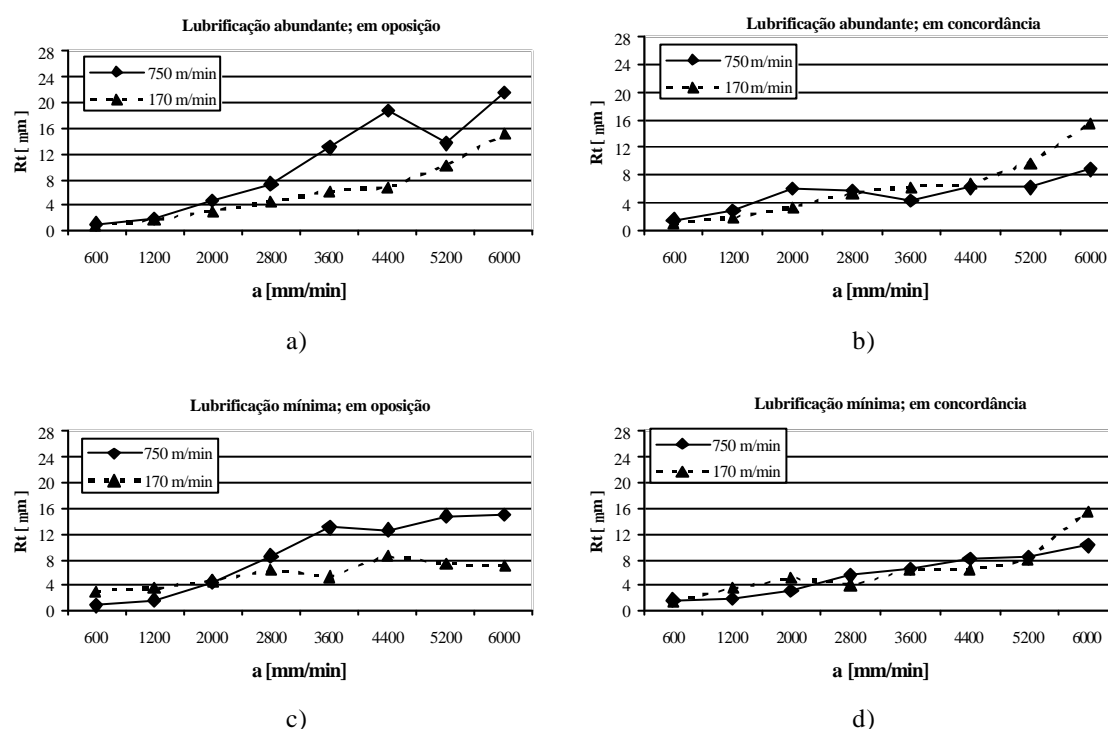 Lubrificação abundante; em oposição
28
24
20
16
12
8
4
0
Rt [ mm ]
750 m/min
170 m/min
600 1200 2000 2800 3600 4400 5200 6000
a [mm/min]
a)
Lubrificação abundante; em concordância
28
24
20
16
12
8
4
0
Rt [ mm ]
750 m/min
170 m/min
600 1200 2000 2800 3600 4400 5200 6000
a [mm/min]
b)
Lubrificação mínima; em oposição
28
24
20
16
12
8
4
0
Rt [ mm ]
750 m/min
170 m/min
600 1200 2000 2800 3600 4400 5200 6000
a [mm/min]
c)
Lubrificação mínima; em concordância
28
24
20
16
12
8
4
0
Rt [ mm ]
750 m/min
170 m/min
600 1200 2000 2800 3600 4400 5200 6000
a [mm/min]
d)